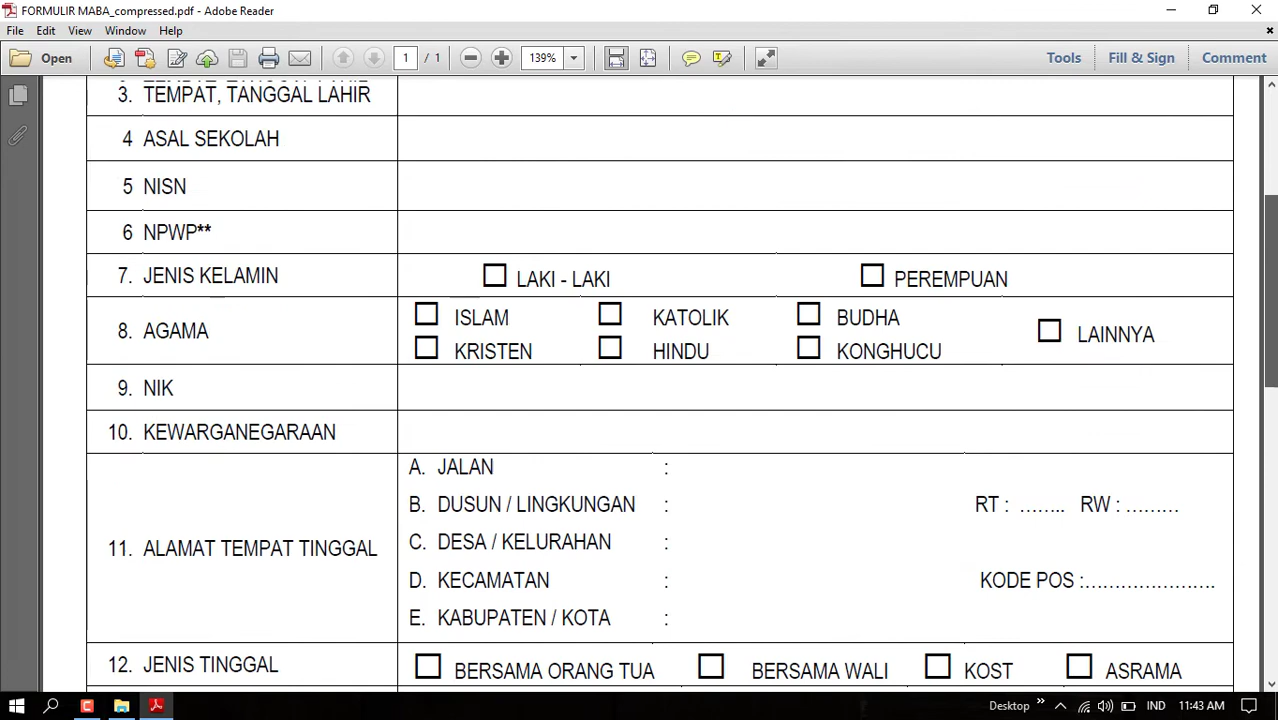 FORMULIR MABA_compressed.pdf - Adobe Reader
File Edit View Window Help
Open 1 / 1 139% Tools Fill & Sign Comment
3. TEMPAT, TANGGAL LAHIR
4 ASAL SEKOLAH
5 NISN
6 NPWP**
7. JENIS KELAMIN LAKI - LAKI PEREMPUAN
8. AGAMA
ISLAM KATOLIK BUDHA
LAINNYA
KRISTEN HINDU KONGHUCU
9. NIK
10. KEWARGANEGARAAN
11. ALAMAT TEMPAT TINGGAL
A. JALAN :
B. DUSUN / LINGKUNGAN : RT : …….. RW : ………
C. DESA / KELURAHAN :
D. KECAMATAN : KODE POS :………………….
E. KABUPATEN / KOTA :
12. JENIS TINGGAL BERSAMA ORANG TUA BERSAMA WALI KOST ASRAMA
Desktop IND 11:43 AM